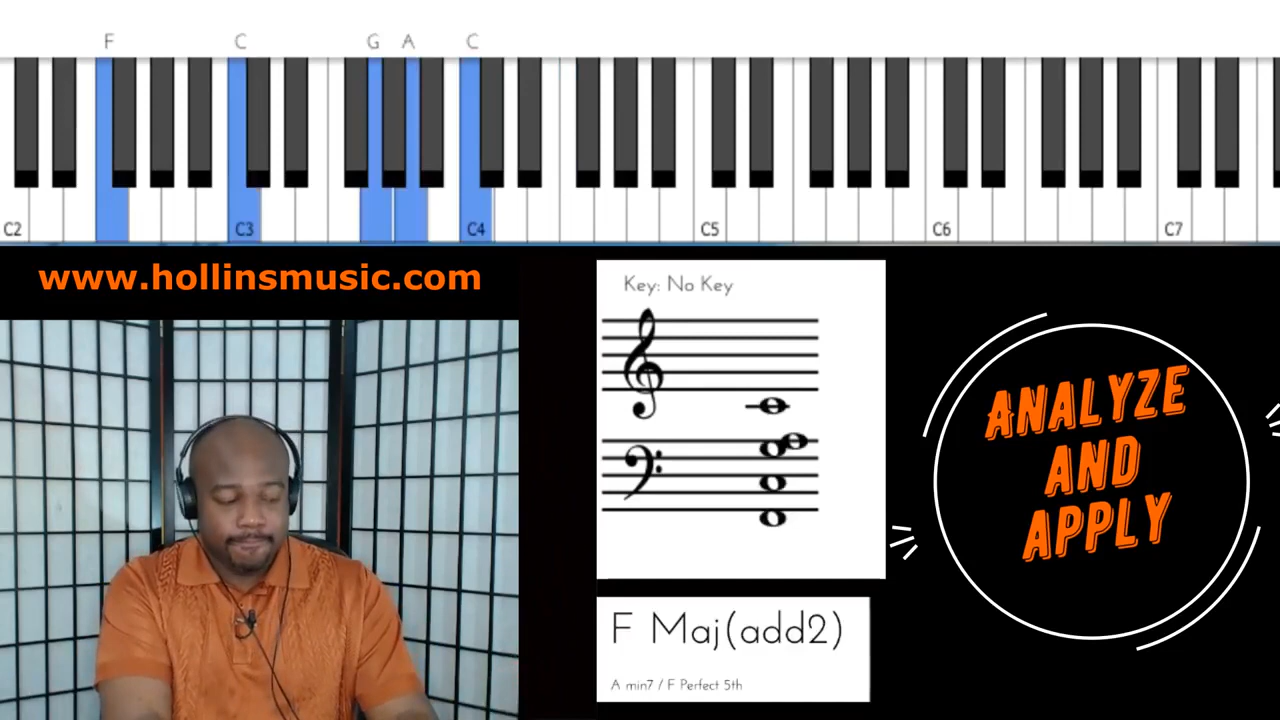 F C G A C
C2 C3 C4 C5 C6 C7
www.hollinsmusic.com
Key: No Key
ANALYZE
AND
APPLY
F Maj(add2)
A min7 / F Perfect 5th